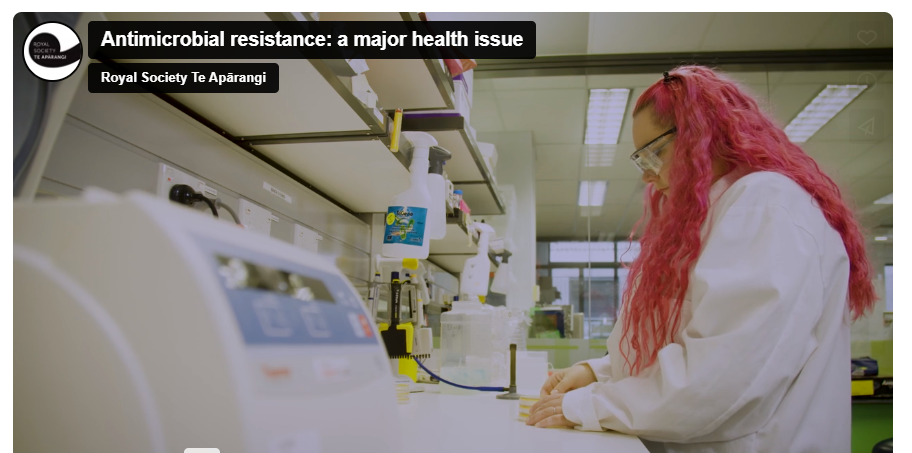 ROYAL
SOCIETY
TE APĀRANGI
Antimicrobial resistance: a major health issue
Royal Society Te Apārangi